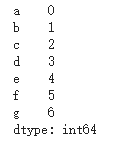 a    0
b    1
c    2
d    3
e    4
f    5
g    6
dtype: int64